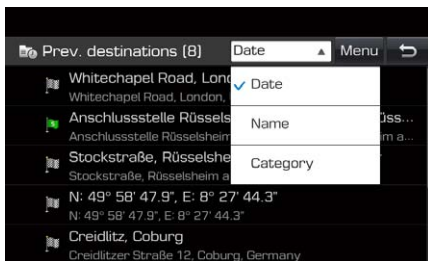 Prev. destinations (8) Date Menu
Whitechapel Road, Lond
Whitechapel Road, London,
Anschlussstelle Rüssels üss...
Anschlussstelle Rüsselsheim im a...
Stockstraße, Rüsselshe
Stockstraße, Rüsselsheim a
Date
Name
Category
N: 49° 58' 47.9", E: 8° 27' 44.3"
N: 49° 58' 47.9", E: 8° 27' 44.3"
Creidlitz, Coburg
Creidlitzer Straße 12, Coburg, Germany